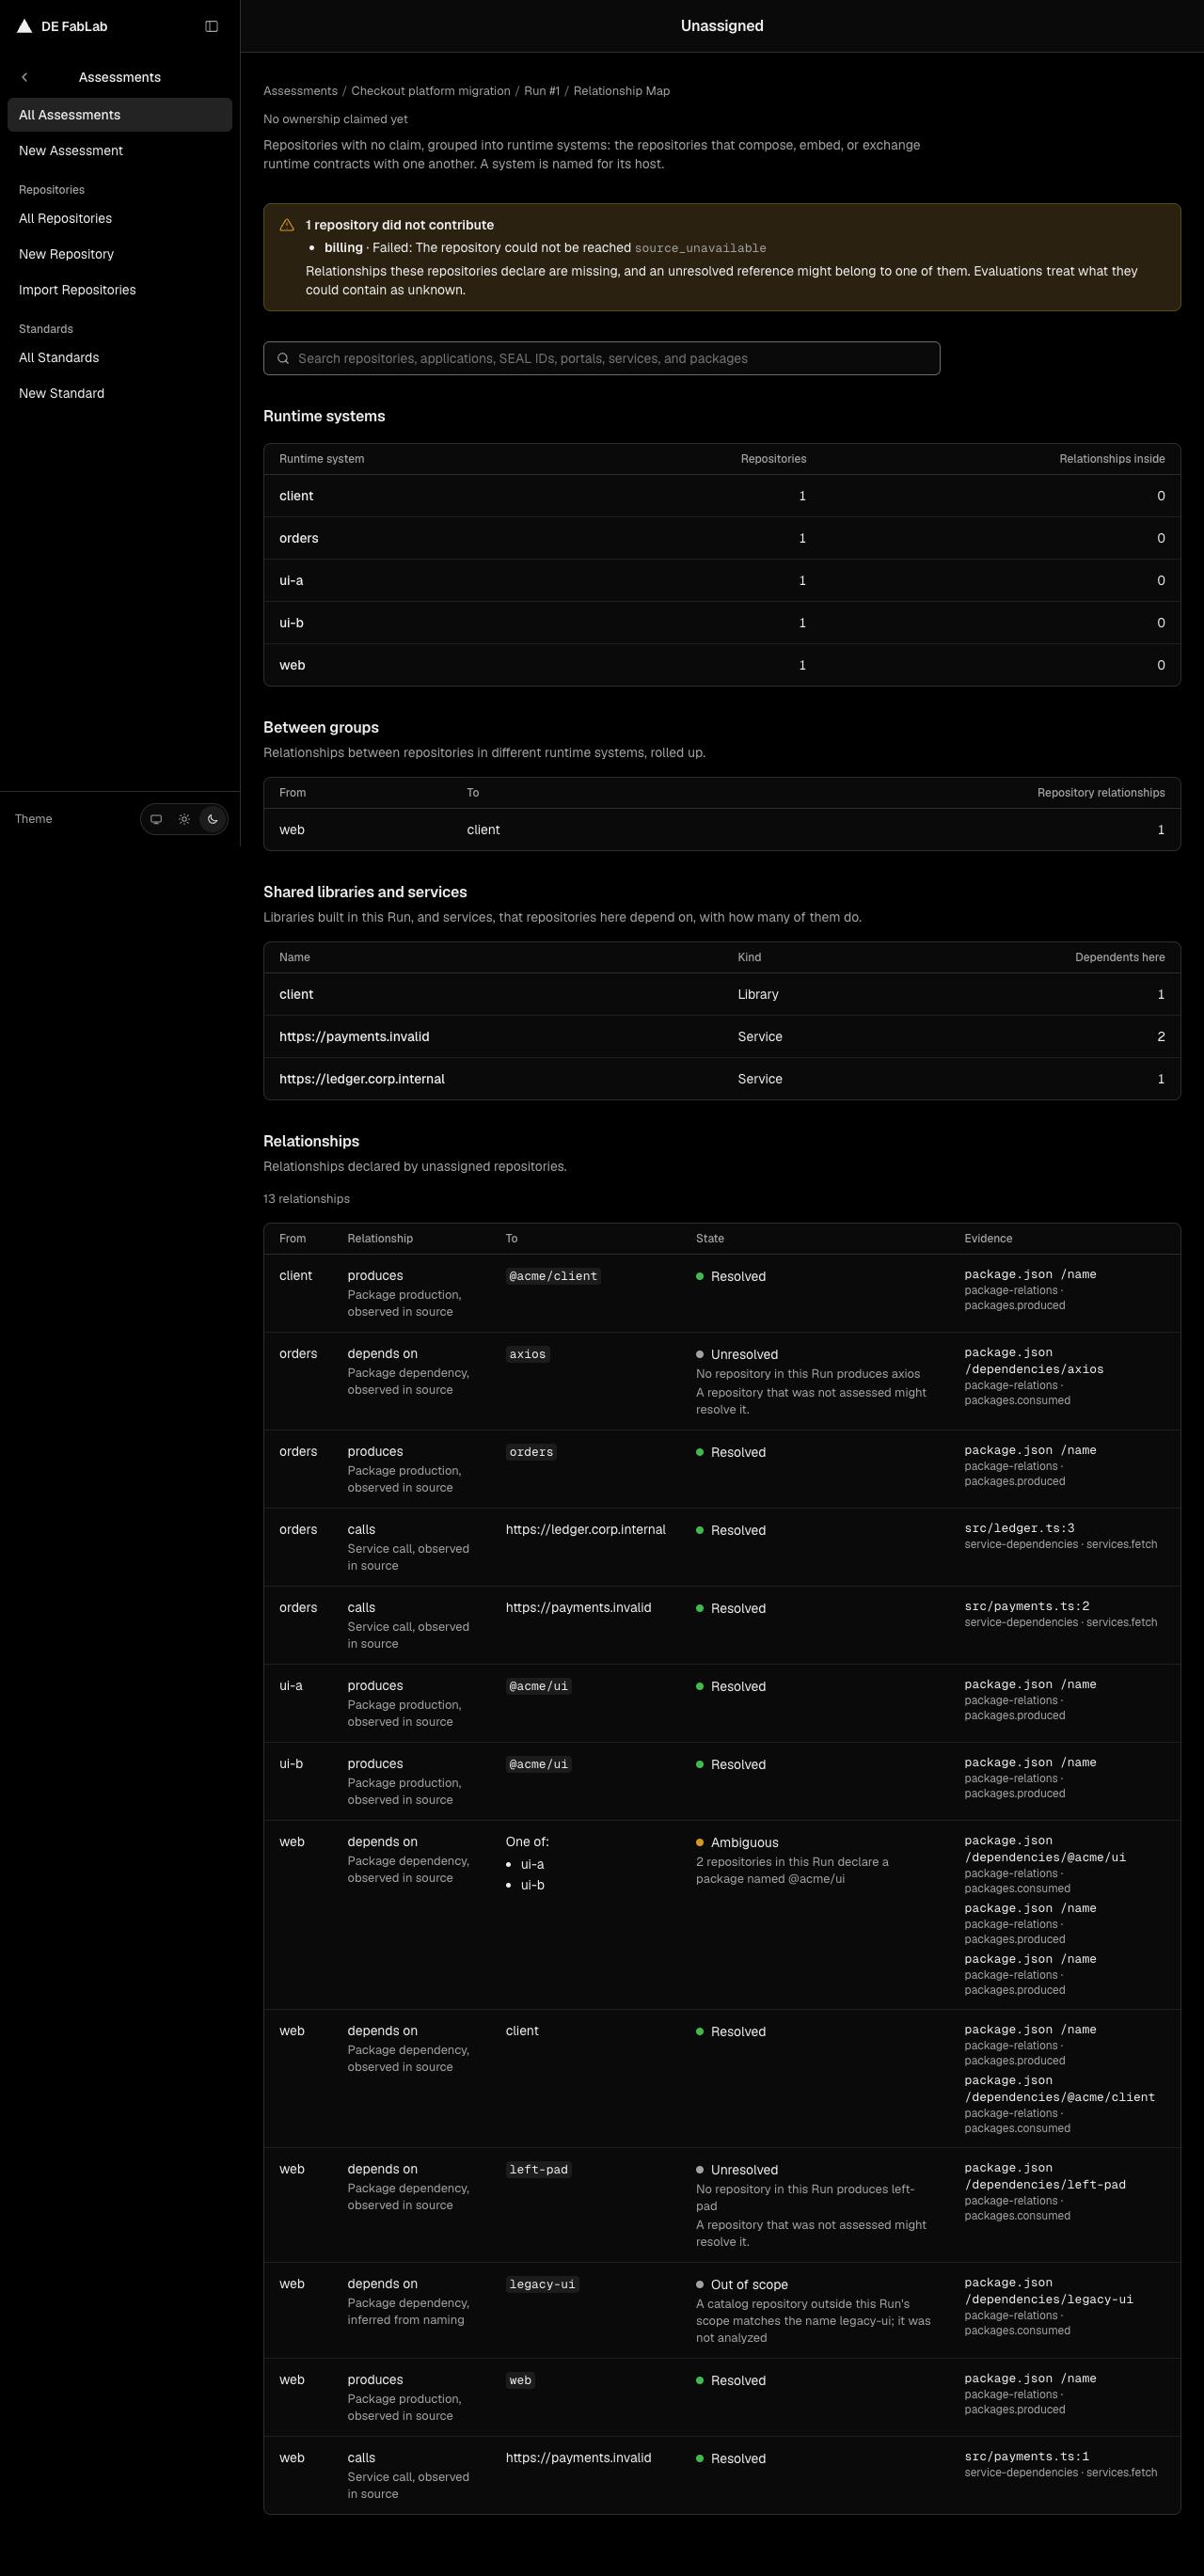 DE FabLab
Unassigned
Assessments
All Assessments
New Assessment
Repositories
All Repositories
New Repository
Import Repositories
Standards
All Standards
New Standard
Theme
Assessments / Checkout platform migration / Run #1 / Relationship Map
No ownership claimed yet
Repositories with no claim, grouped into runtime systems: the repositories that compose, embed, or exchange
runtime contracts with one another. A system is named for its host.
1 repository did not contribute
• billing · Failed: The repository could not be reached source_unavailable
Relationships these repositories declare are missing, and an unresolved reference might belong to one of them. Evaluations treat what they
could contain as unknown.
Search repositories, applications, SEAL IDs, portals, services, and packages
Runtime systems
Runtime system Repositories Relationships inside
client 1 0
orders 1 0
ui-a 1 0
ui-b 1 0
web 1 0
Between groups
Relationships between repositories in different runtime systems, rolled up.
From To Repository relationships
web client 1
Shared libraries and services
Libraries built in this Run, and services, that repositories here depend on, with how many of them do.
Name Kind Dependents here
client Library 1
https://payments.invalid Service 2
https://ledger.corp.internal Service 1
Relationships
Relationships declared by unassigned repositories.
13 relationships
From Relationship To State Evidence
client produces @acme/client Resolved package.json /name
Package production, package-relations ·
observed in source packages.produced
orders depends on axios Unresolved package.json
Package dependency, No repository in this Run produces axios /dependencies/axios
observed in source A repository that was not assessed might package-relations ·
resolve it. packages.consumed
orders produces orders Resolved package.json /name
Package production, package-relations ·
observed in source packages.produced
orders calls https://ledger.corp.internal Resolved src/ledger.ts:3
Service call, observed service-dependencies · services.fetch
in source
orders calls https://payments.invalid Resolved src/payments.ts:2
Service call, observed service-dependencies · services.fetch
in source
ui-a produces @acme/ui Resolved package.json /name
Package production, package-relations ·
observed in source packages.produced
ui-b produces @acme/ui Resolved package.json /name
Package production, package-relations ·
observed in source packages.produced
web depends on One of: Ambiguous package.json
Package dependency, • ui-a 2 repositories in this Run declare a /dependencies/@acme/ui
observed in source • ui-b package named @acme/ui package-relations ·
packages.consumed
package.json /name
package-relations ·
packages.produced
package.json /name
package-relations ·
packages.produced
web depends on client Resolved package.json /name
Package dependency, package-relations ·
observed in source packages.produced
package.json
/dependencies/@acme/client
package-relations ·
packages.consumed
web depends on left-pad Unresolved package.json
Package dependency, No repository in this Run produces left- /dependencies/left-pad
observed in source pad package-relations ·
A repository that was not assessed might packages.consumed
resolve it.
web depends on legacy-ui Out of scope package.json
Package dependency, A catalog repository outside this Run's /dependencies/legacy-ui
inferred from naming scope matches the name legacy-ui; it was package-relations ·
not analyzed packages.consumed
web produces web Resolved package.json /name
Package production, package-relations ·
observed in source packages.produced
web calls https://payments.invalid Resolved src/payments.ts:1
Service call, observed service-dependencies · services.fetch
in source